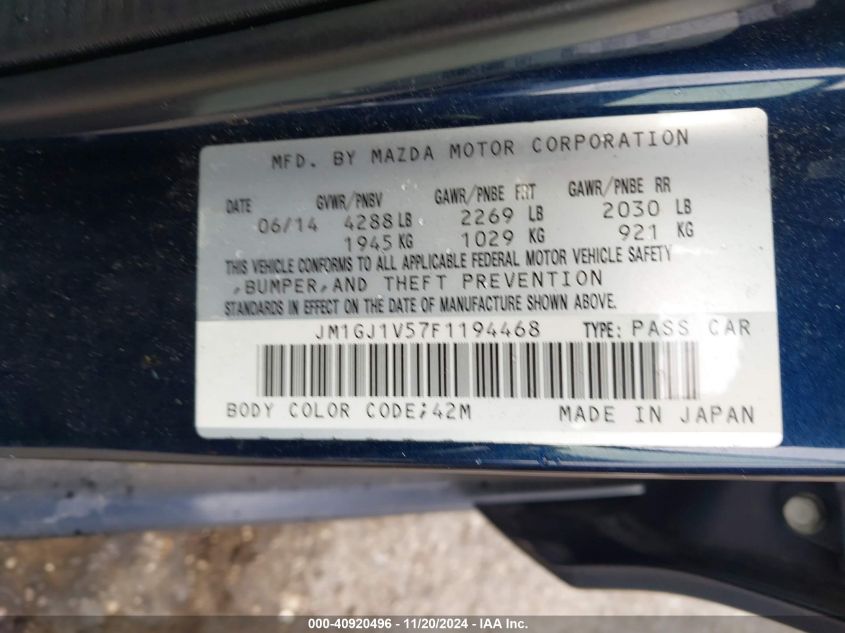 MFD. BY MAZDA MOTOR CORPORATION
DATE GVWR/PNBV GAWR/PNBE FRT GAWR/PNBE RR
06/14 4288 LB 2269 LB 2030 LB
1945 KG 1029 KG 921 KG
THIS VEHICLE CONFORMS TO ALL APPLICABLE FEDERAL MOTOR VEHICLE SAFETY
,BUMPER,AND THEFT PREVENTION
STANDARDS IN EFFECT ON THE DATE OF MANUFACTURE SHOWN ABOVE.
JM1GJ1V57F1194468 TYPE: PASS CAR
BODY COLOR CODE;42M MADE IN JAPAN
000-40920496 - 11/20/2024 - IAA Inc.